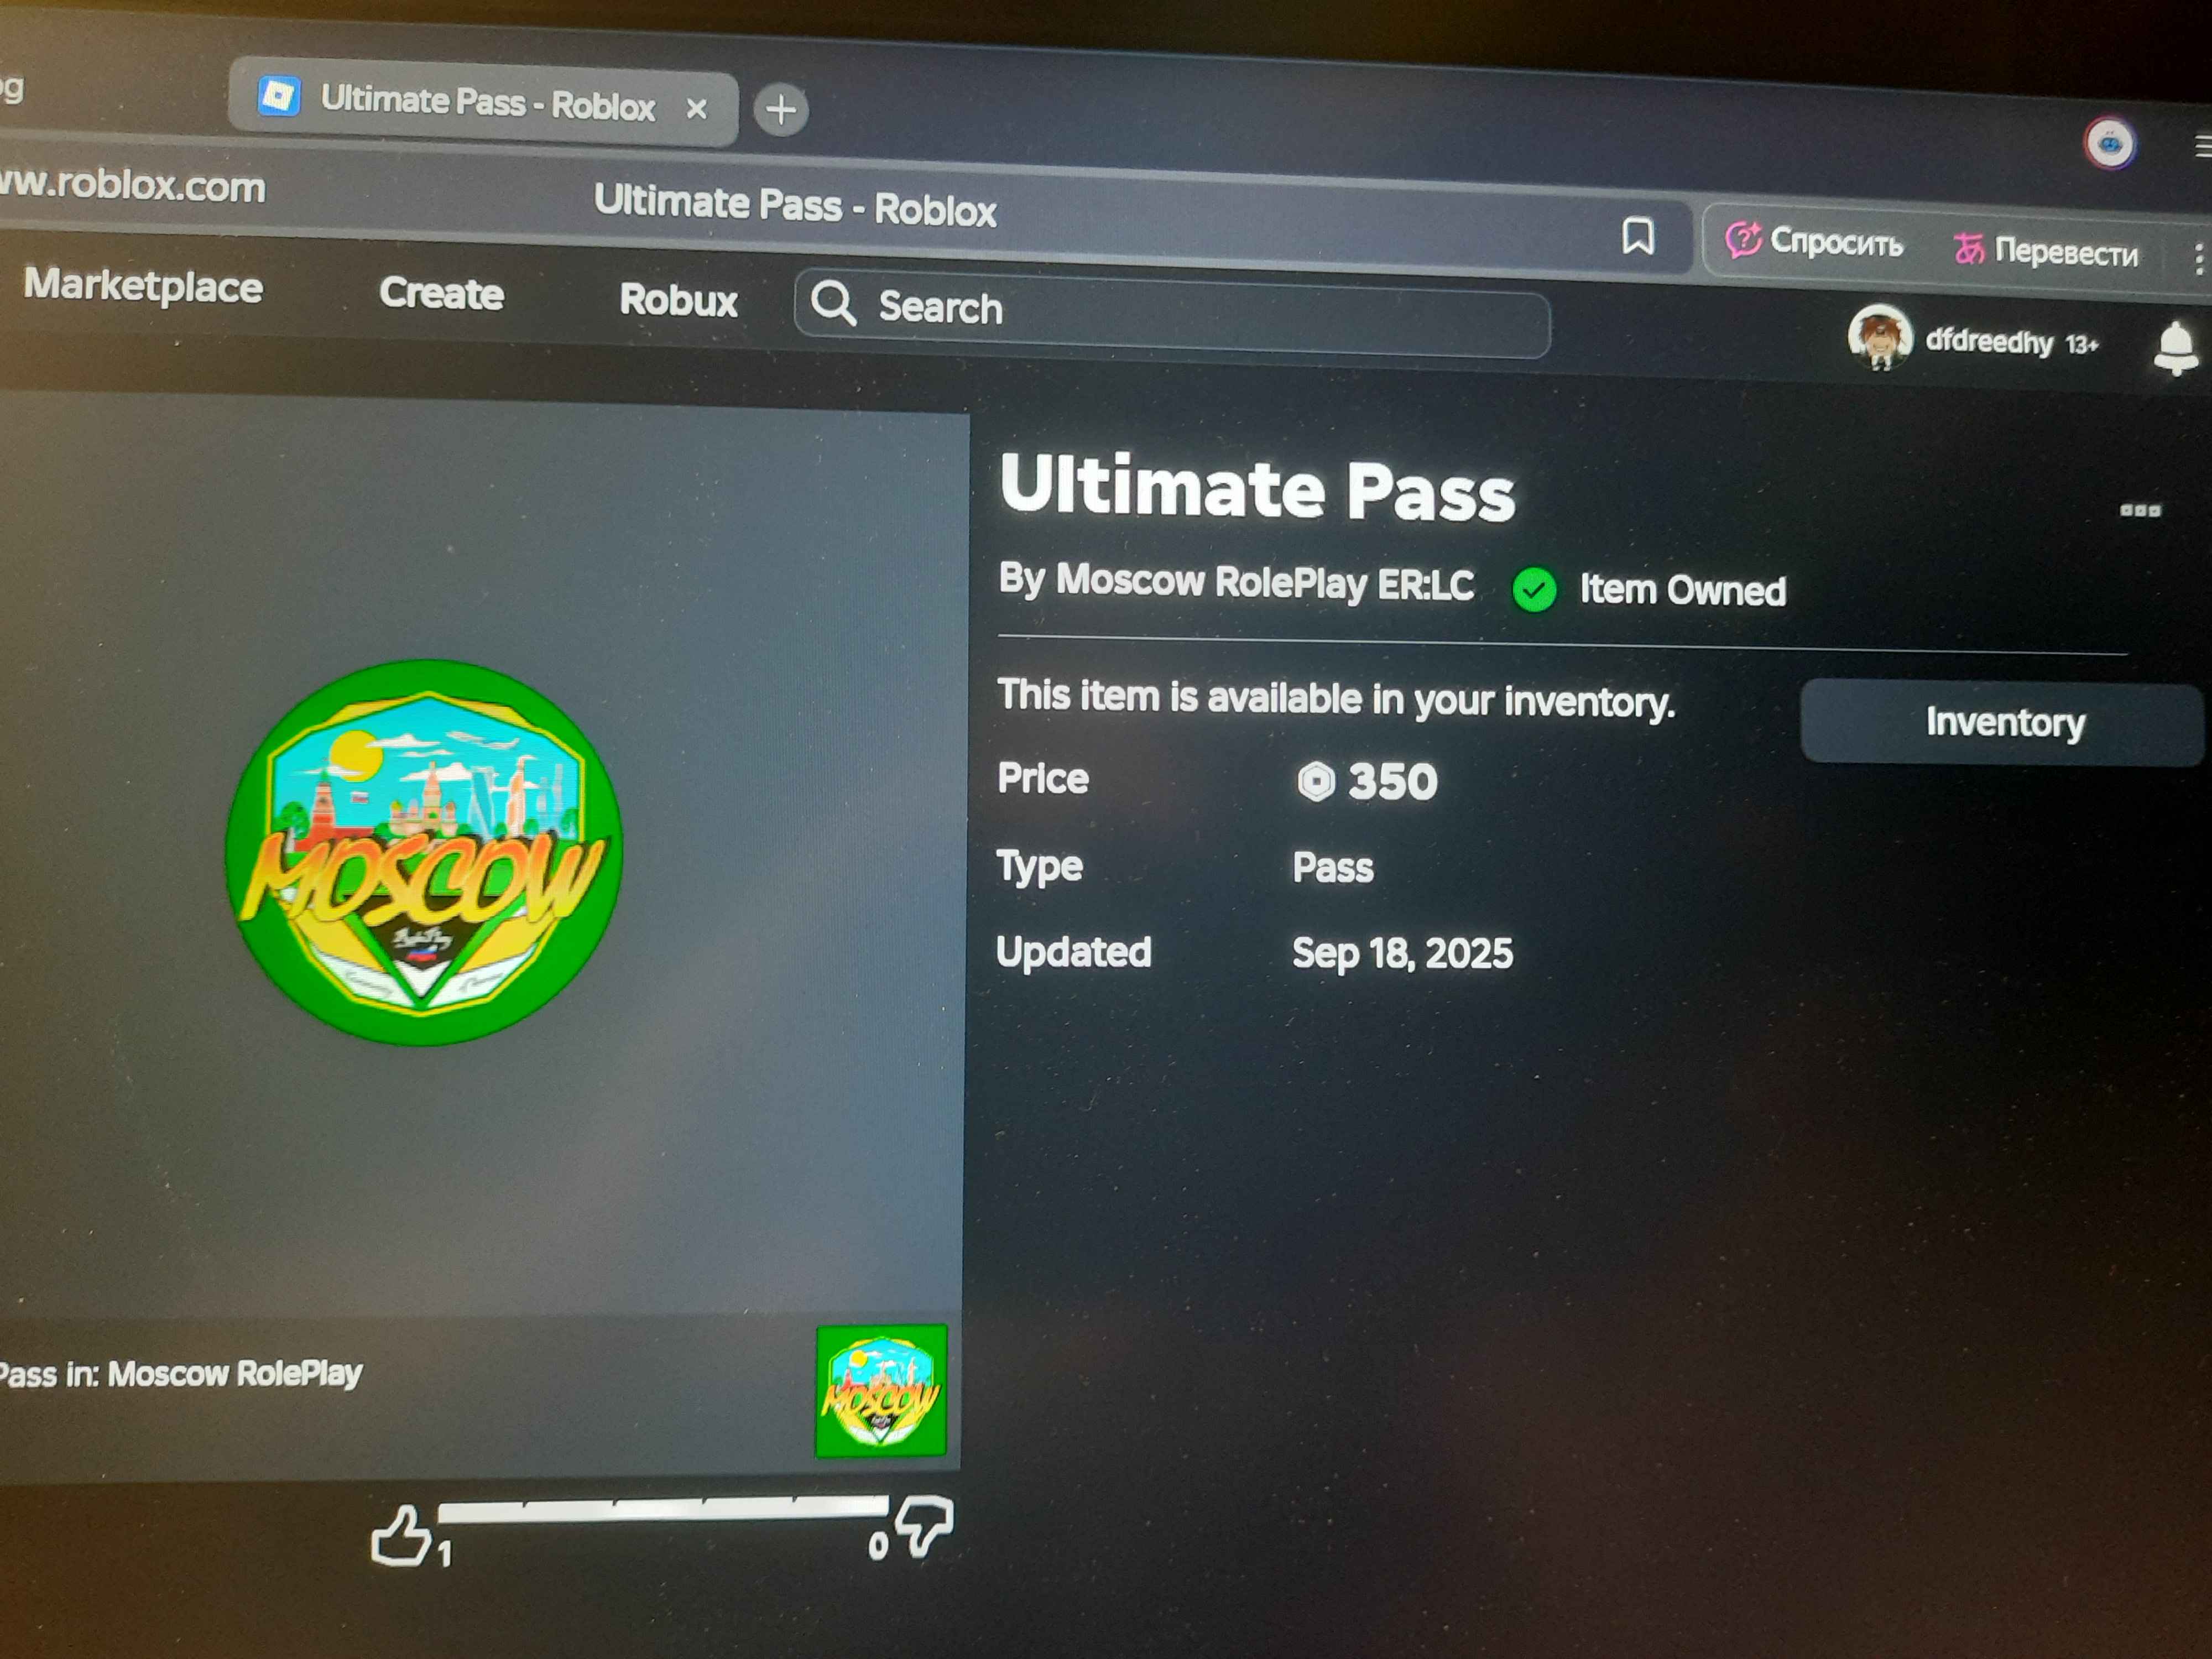 og
Ultimate Pass - Roblox
ww.roblox.com
Ultimate Pass - Roblox
Спросить
Перевести
Marketplace
Create
Robux
Search
dfdreedhy 13+
Ultimate Pass
By Moscow RolePlay ER:LC
Item Owned
This item is available in your inventory.
Inventory
Price
350
Type
Pass
Updated
Sep 18, 2025
MOSCOW
RolePlay
Pass in: Moscow RolePlay
MOSCOW
1
0